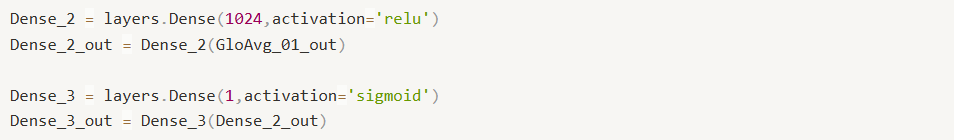 Dense_2 = layers.Dense(1024,activation='relu')
Dense_2_out = Dense_2(GloAvg_01_out)
Dense_3 = layers.Dense(1,activation='sigmoid')
Dense_3_out = Dense_3(Dense_2_out)